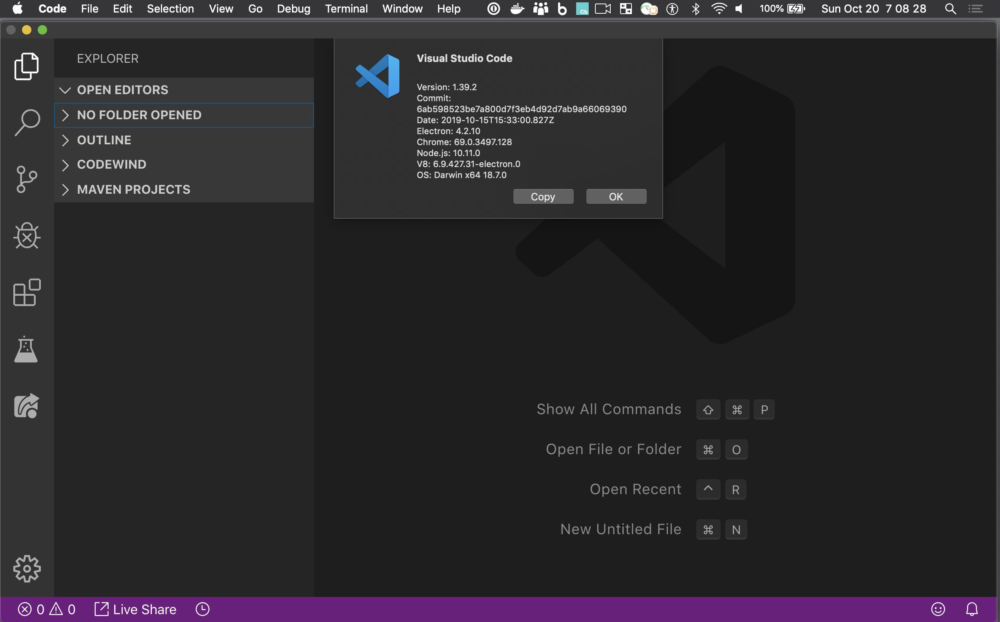 Code File Edit Selection View Go Debug Terminal Window Help b Cb 100% Sun Oct 20 7 08 28
EXPLORER
OPEN EDITORS
NO FOLDER OPENED
OUTLINE
CODEWIND
MAVEN PROJECTS
Visual Studio Code
Version: 1.39.2
Commit:
6ab598523be7a800d7f3eb4d92d7ab9a66069390
Date: 2019-10-15T15:33:00.827Z
Electron: 4.2.10
Chrome: 69.0.3497.128
Node.js: 10.11.0
V8: 6.9.427.31-electron.0
OS: Darwin x64 18.7.0
Copy OK
Show All Commands ⇧ ⌘ P
Open File or Folder ⌘ O
Open Recent ^ R
New Untitled File ⌘ N
0 0 Live Share